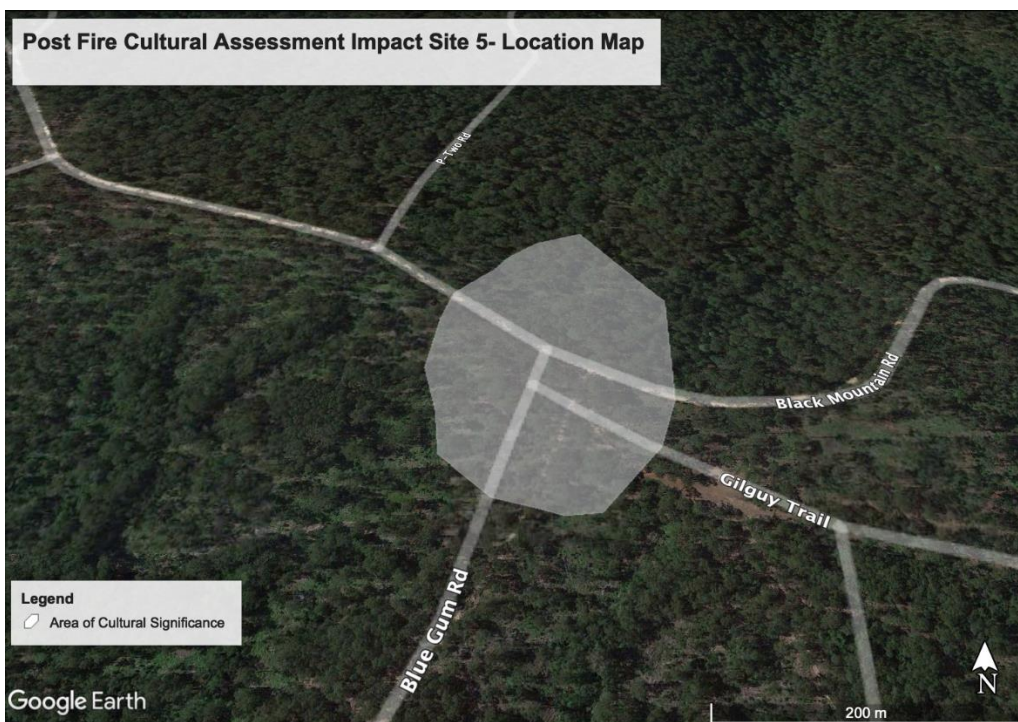 Post Fire Cultural Assessment Impact Site 5- Location Map
P-Two Rd
Black Mountain Rd
Gilguy Trail
Blue Gum Rd
Legend
Area of Cultural Significance
Google Earth
N
200 m